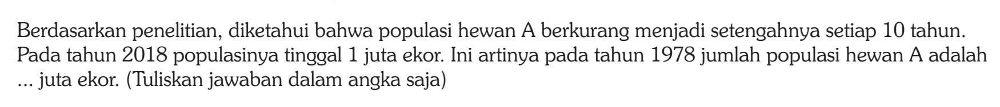 Berdasarkan penelitian, diketahui bahwa populasi hewan A berkurang menjadi setengahnya setiap 10 tahun.
Pada tahun 2018 populasinya tinggal 1 juta ekor. Ini artinya pada tahun 1978 jumlah populasi hewan A adalah
... juta ekor. (Tuliskan jawaban dalam angka saja)